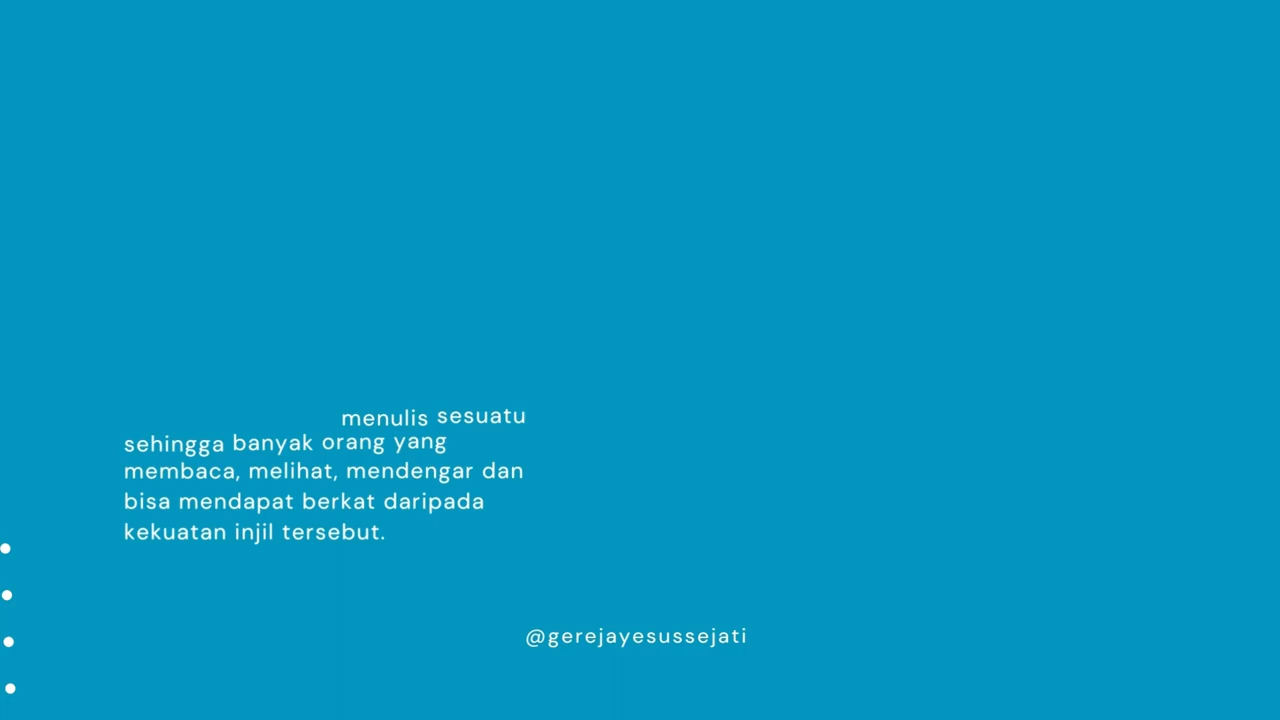 menulis sesuatu
sehingga banyak orang yang
membaca, melihat, mendengar dan
bisa mendapat berkat daripada
kekuatan injil tersebut.
@gerejayesussejati